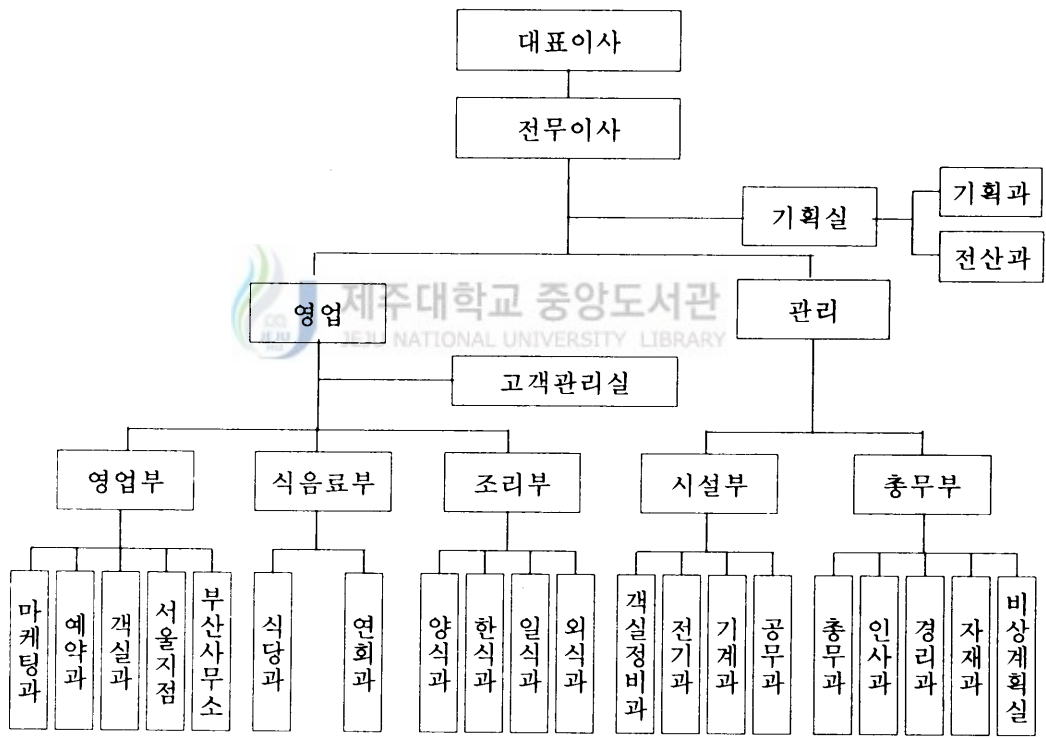 대표이사
전무이사
기획실
기획과
전산과
제주대학교 중앙도서관
JEJU NATIONAL UNIVERSITY LIBRARY
JEJU
영업
관리
고객관리실
영업부
식음료부
조리부
시설부
총무부
마케팅과
예약과
객실과
서울지점
부산사무소
식당과
연회과
양식과
한식과
일식과
외식과
객실정비과
전기과
기계과
공무과
총무과
인사과
경리과
자재과
비상계획실